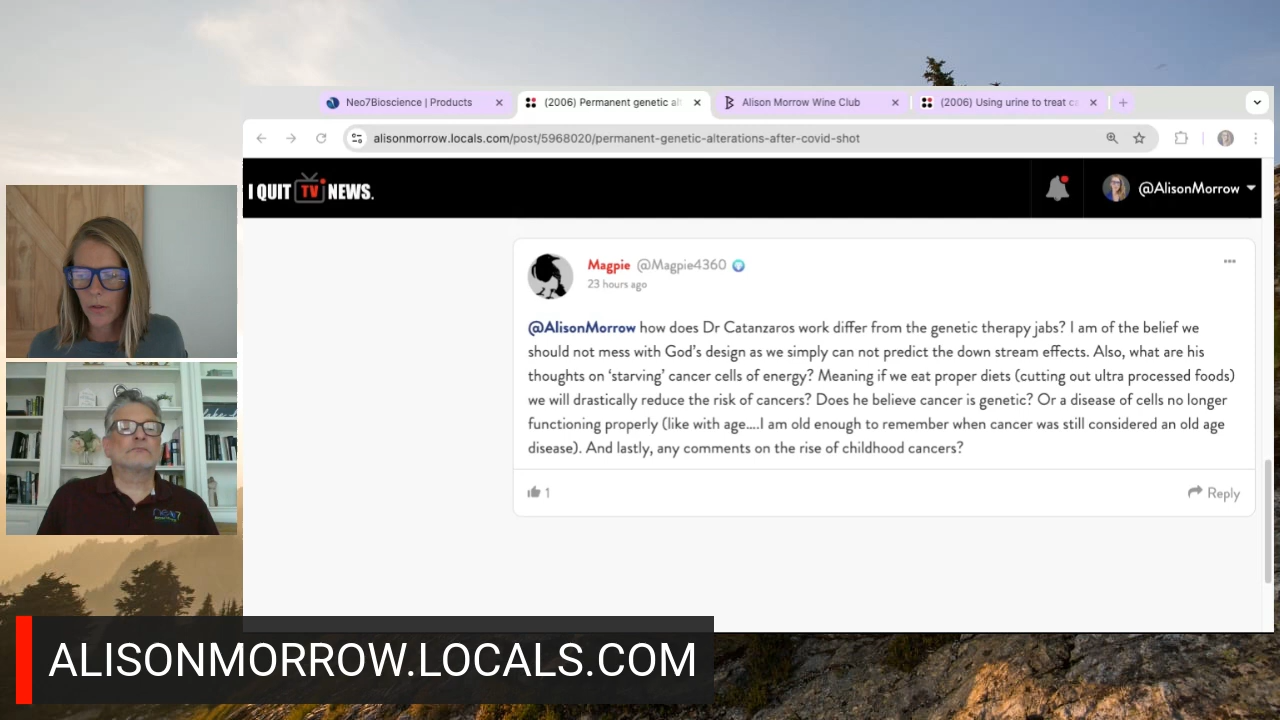 Neo7Bioscience | Products
(2006) Permanent genetic al
Alison Morrow Wine Club
(2006) Using urine to treat ca
alisonmorrow.locals.com/post/5968020/permanent-genetic-alterations-after-covid-shot
I QUIT TV NEWS.
@AlisonMorrow
Magpie @Magpie4360
23 hours ago
@AlisonMorrow how does Dr Catanzaros work differ from the genetic therapy jabs? I am of the belief we
should not mess with God's design as we simply can not predict the down stream effects. Also, what are his
thoughts on 'starving' cancer cells of energy? Meaning if we eat proper diets (cutting out ultra processed foods)
we will drastically reduce the risk of cancers? Does he believe cancer is genetic? Or a disease of cells no longer
functioning properly (like with age....I am old enough to remember when cancer was still considered an old age
disease). And lastly, any comments on the rise of childhood cancers?
1
Reply
neo7
ALISONMORROW.LOCALS.COM